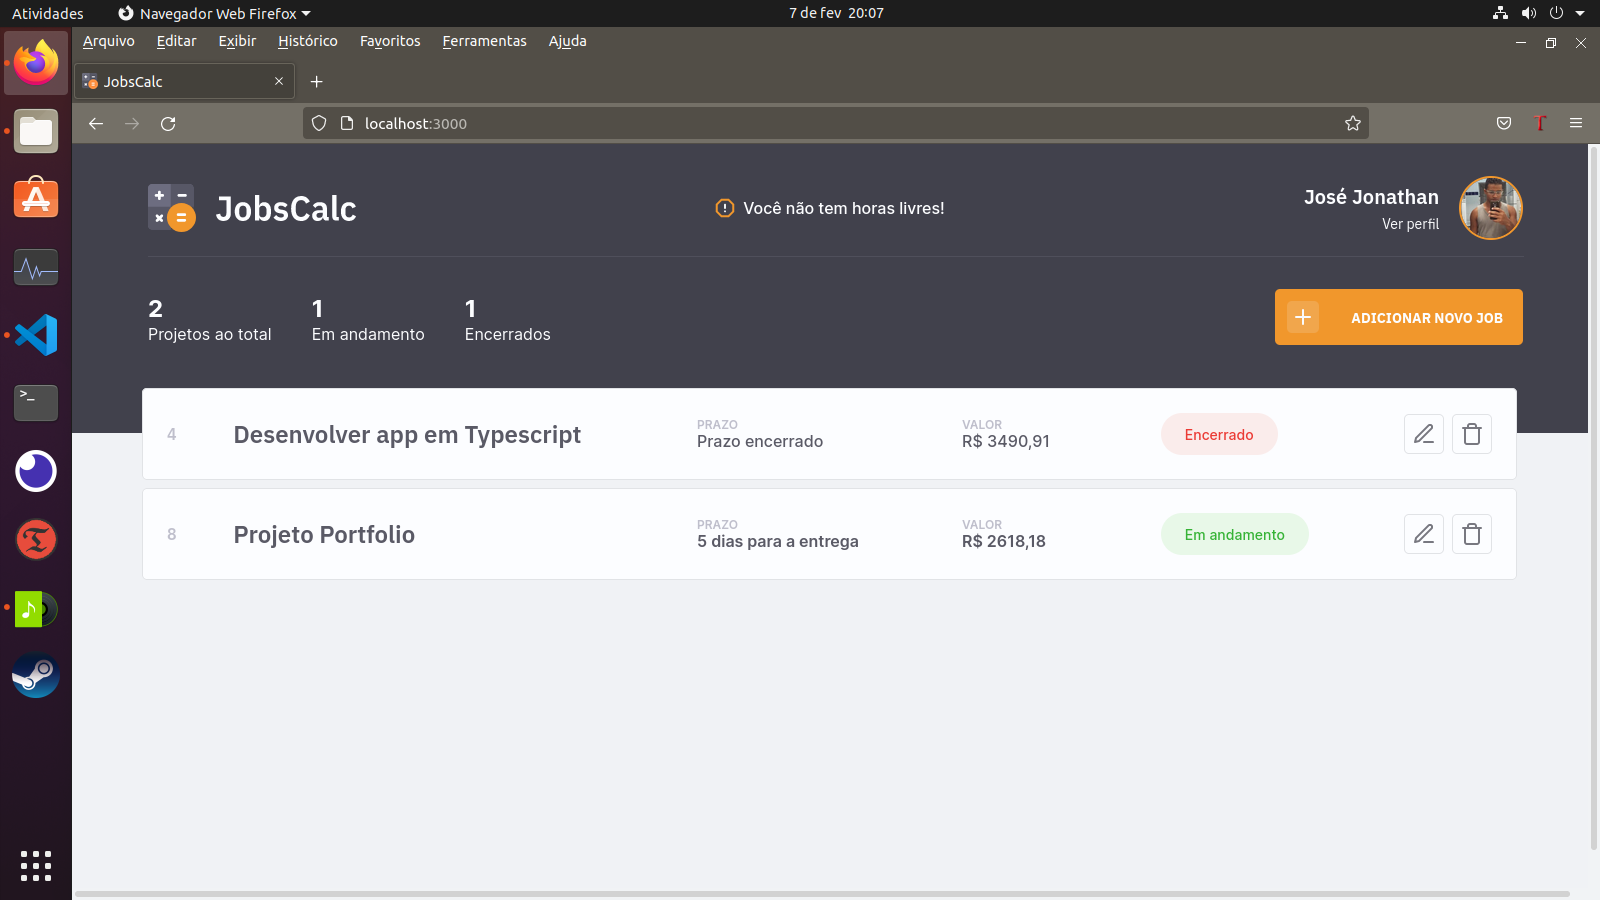 Atividades
Navegador Web Firefox
7 de fev 20:07
Arquivo Editar Exibir Histórico Favoritos Ferramentas Ajuda
JobsCalc
localhost:3000
JobsCalc
Você não tem horas livres!
José Jonathan
Ver perfil
2
Projetos ao total
1
Em andamento
1
Encerrados
ADICIONAR NOVO JOB
4
Desenvolver app em Typescript
PRAZO
Prazo encerrado
VALOR
R$ 3490,91
Encerrado
8
Projeto Portfolio
PRAZO
5 dias para a entrega
VALOR
R$ 2618,18
Em andamento